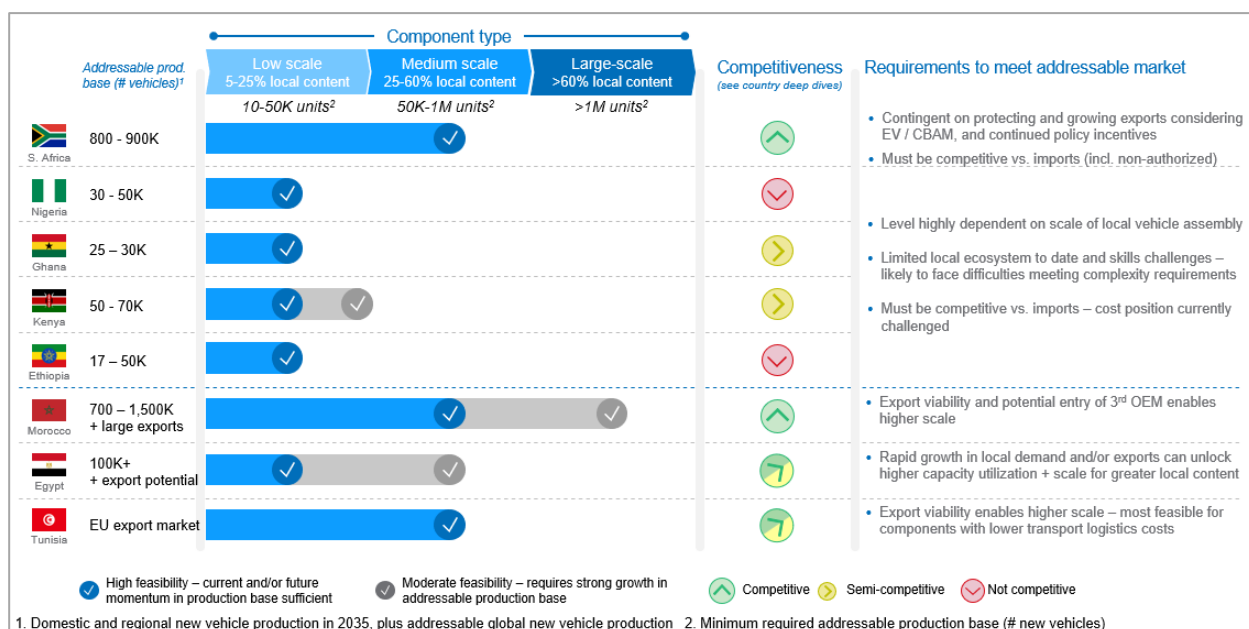 Component type
Addressable prod.
base (# vehicles)1
Low scale
5-25% local content
Medium scale
25-60% local content
Large-scale
>60% local content
Competitiveness
(see country deep dives)
Requirements to meet addressable market
10-50K units2
50K-1M units2
>1M units2
S. Africa
800 - 900K
• Contingent on protecting and growing exports considering
EV / CBAM, and continued policy incentives
• Must be competitive vs. imports (incl. non-authorized)
Nigeria
30 - 50K
Ghana
25 – 30K
Kenya
50 - 70K
Ethiopia
17 – 50K
• Level highly dependent on scale of local vehicle assembly
• Limited local ecosystem to date and skills challenges –
likely to face difficulties meeting complexity requirements
• Must be competitive vs. imports – cost position currently
challenged
Morocco
700 – 1,500K
+ large exports
• Export viability and potential entry of 3rd OEM enables
higher scale
Egypt
100K+
+ export potential
• Rapid growth in local demand and/or exports can unlock
higher capacity utilization + scale for greater local content
Tunisia
EU export market
• Export viability enables higher scale – most feasible for
components with lower transport logistics costs
High feasibility – current and/or future
momentum in production base sufficient
Moderate feasibility – requires strong growth in
addressable production base
Competitive
Semi-competitive
Not competitive
1. Domestic and regional new vehicle production in 2035, plus addressable global new vehicle production 2. Minimum required addressable production base (# new vehicles)